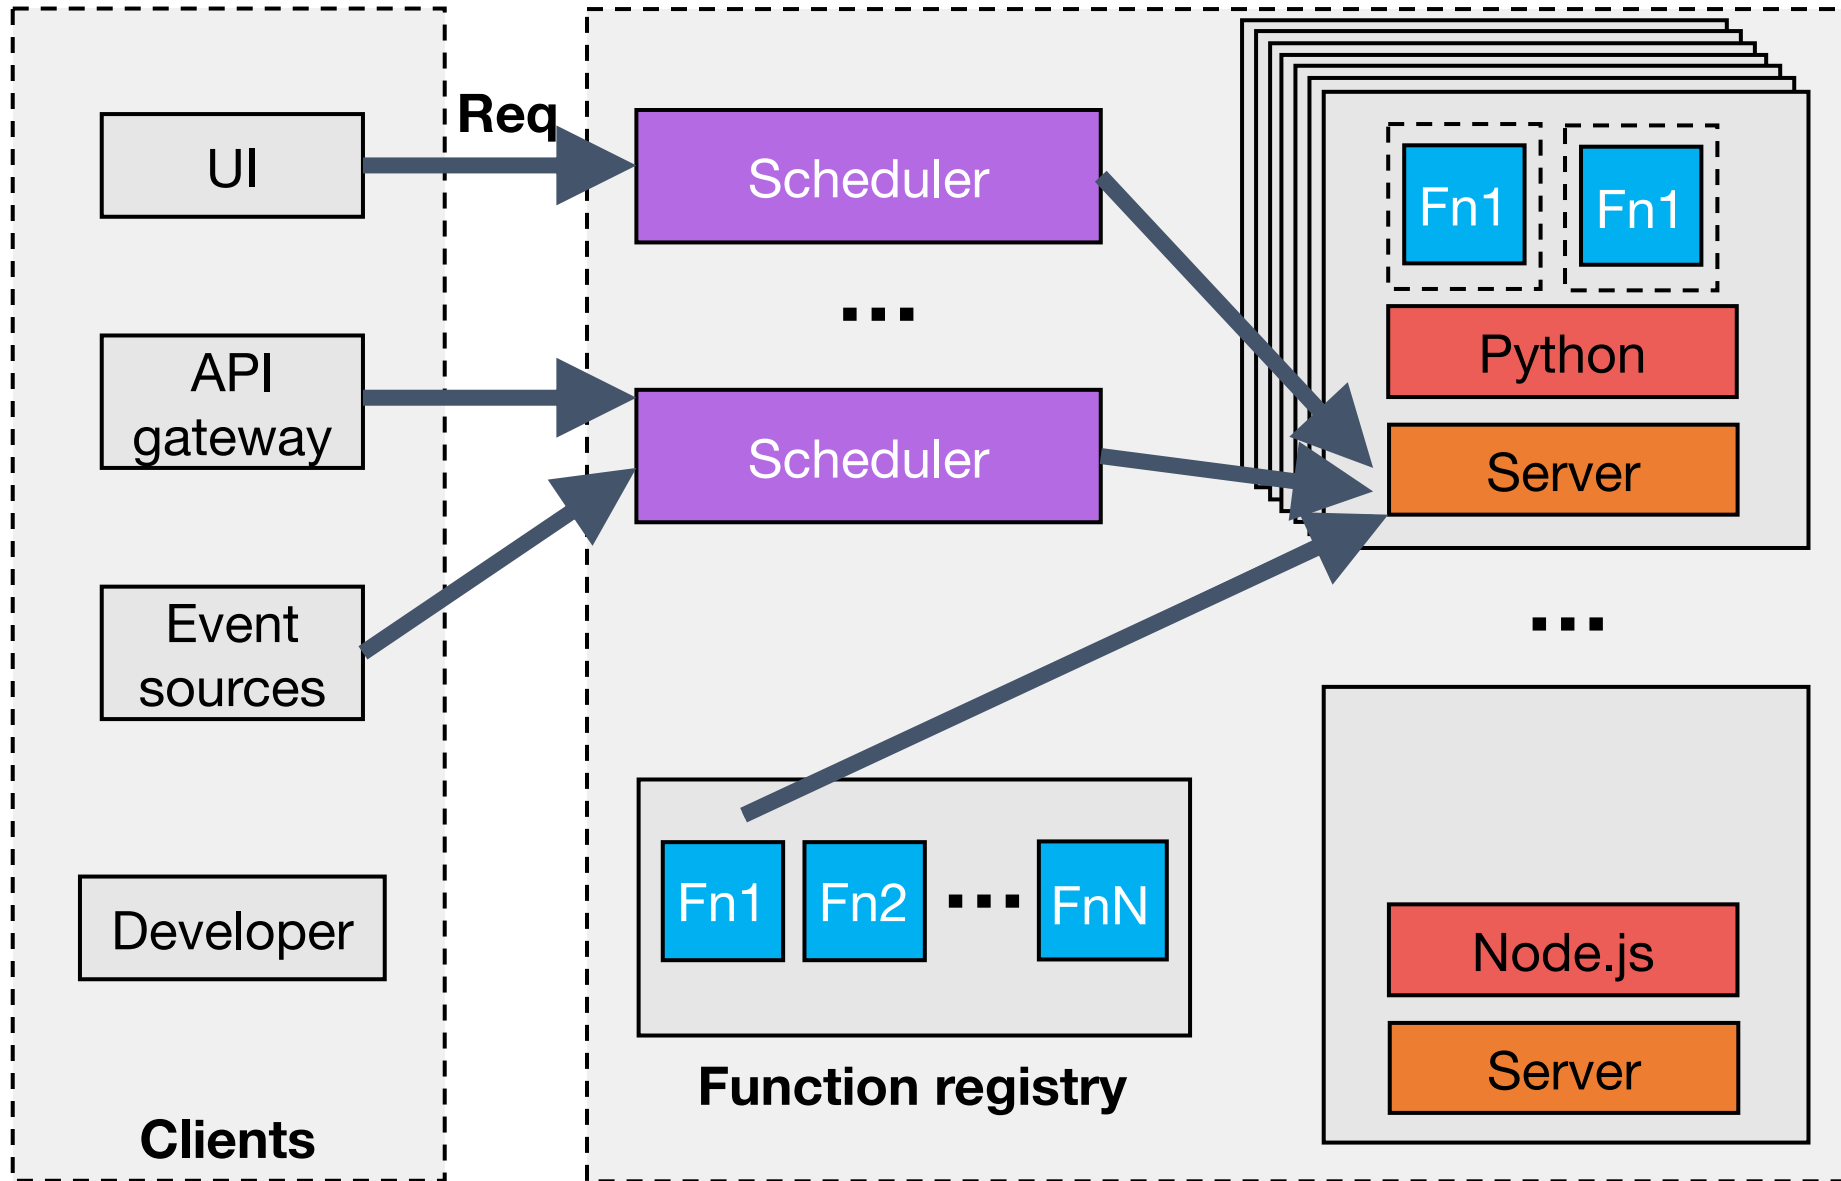 UI
API
gateway
Event
sources
Developer
Clients
Req
Scheduler
...
Scheduler
Fn1
Fn2
...
FnN
Function registry
Fn1
Fn1
Python
Server
...
Node.js
Server